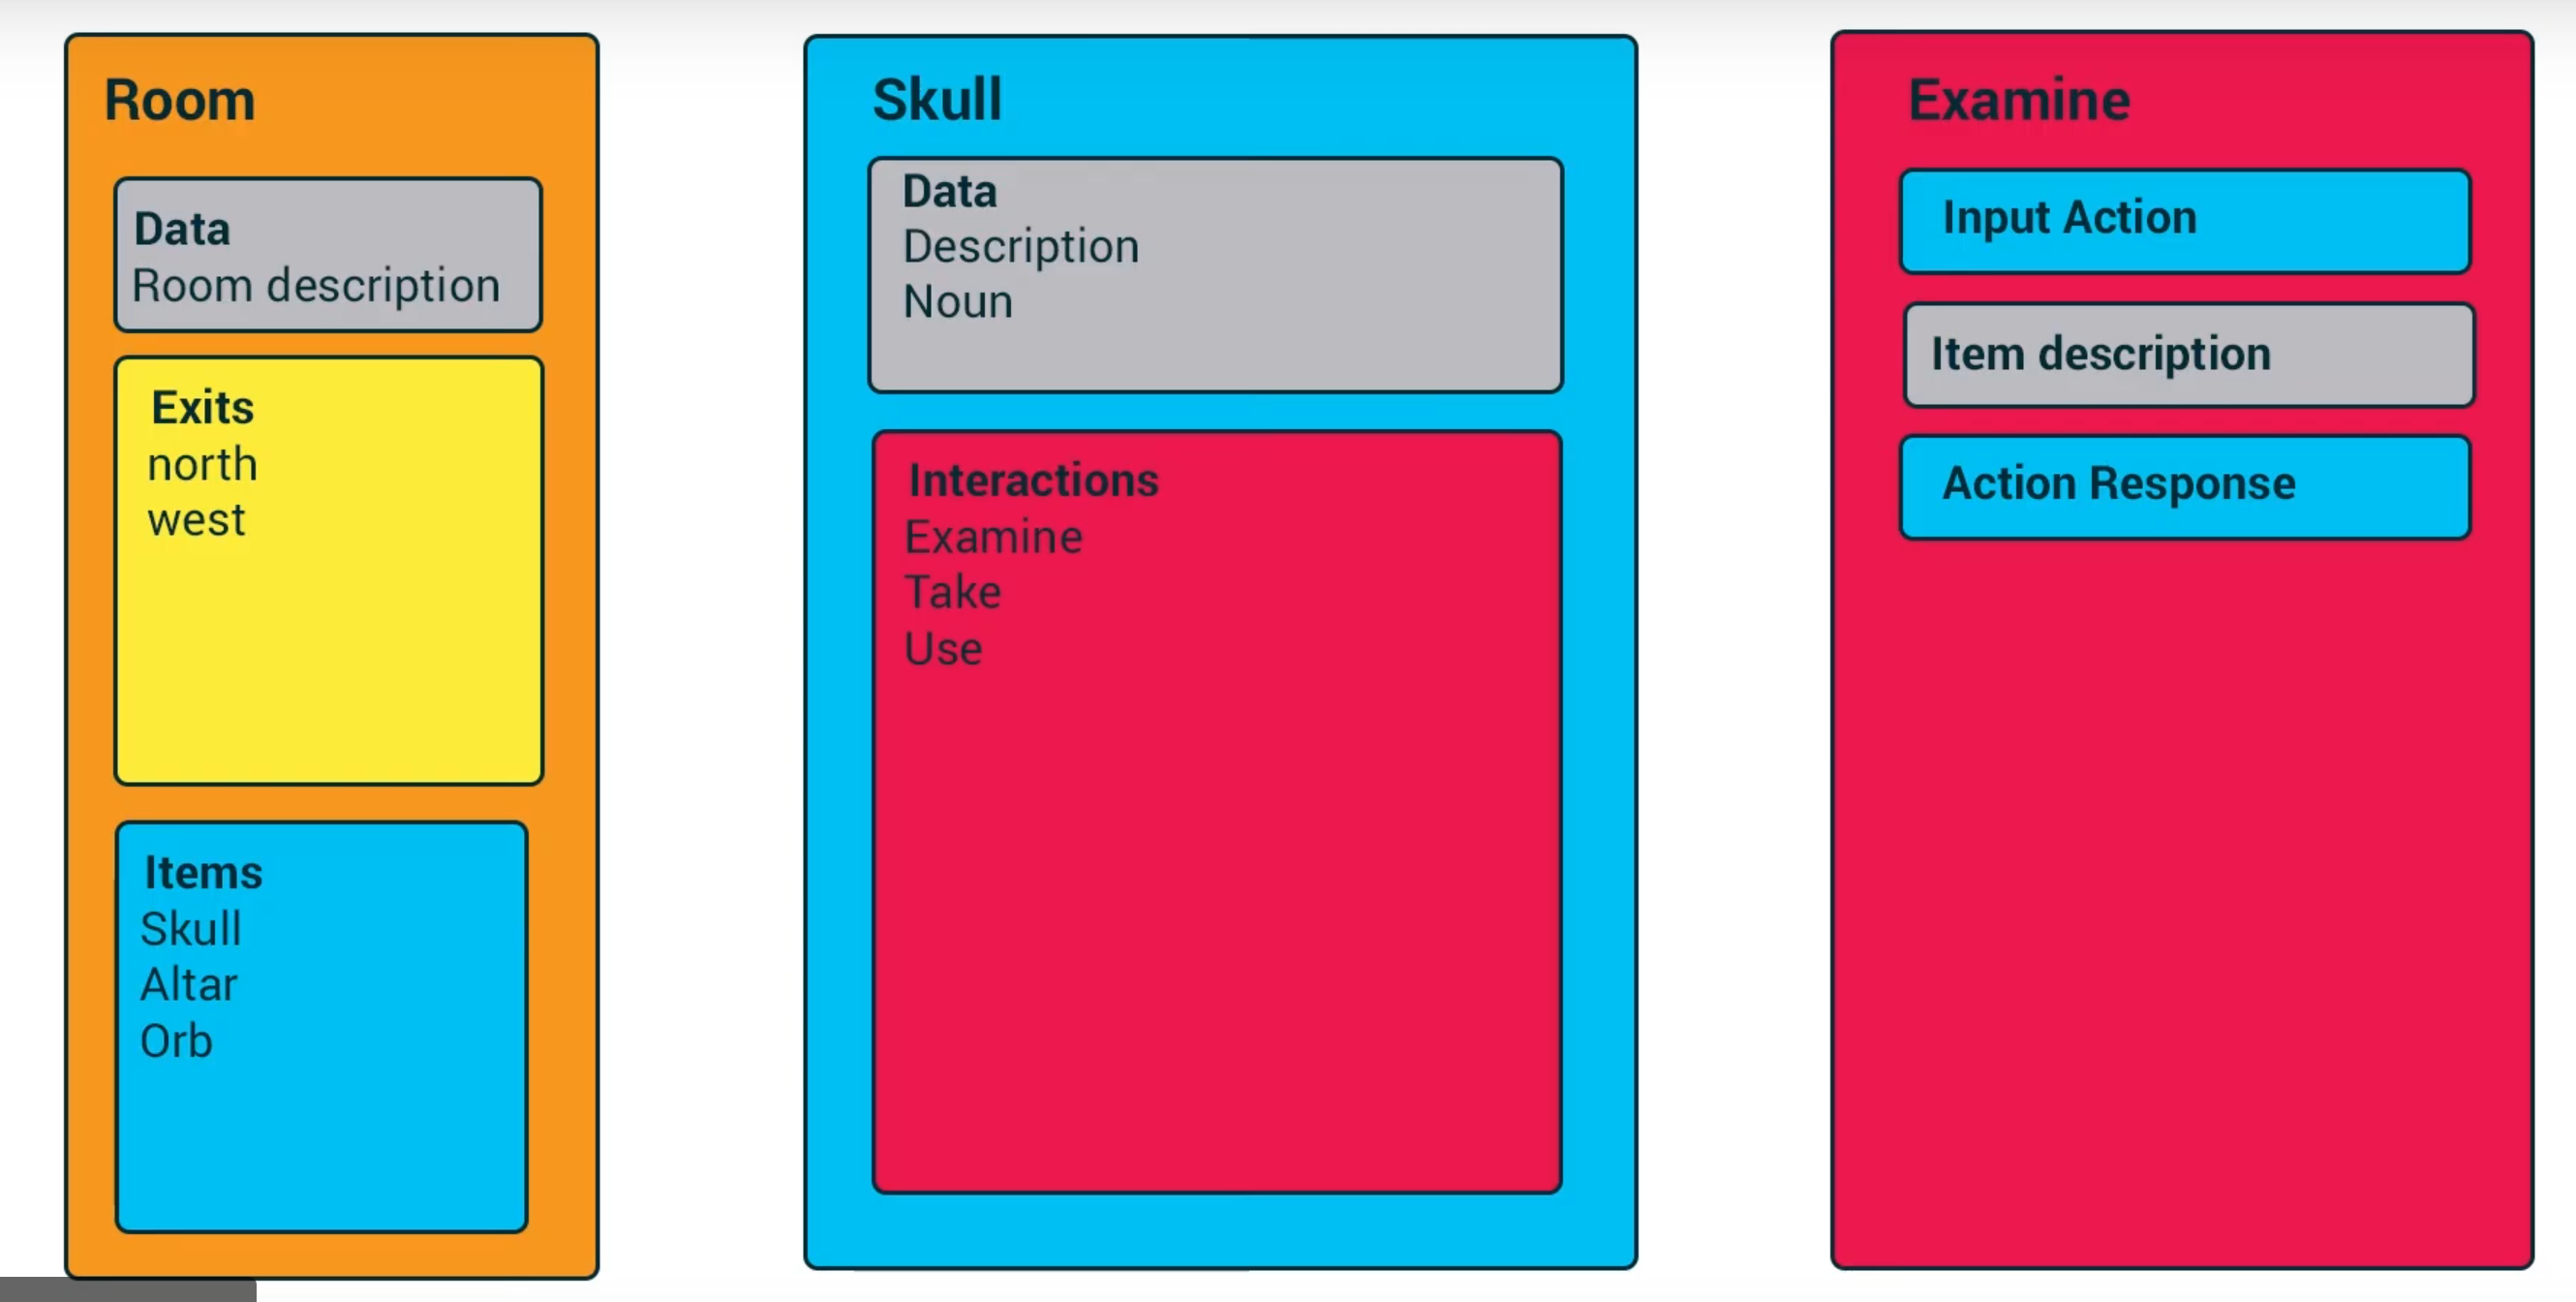 Room
Data
Room description
Exits
north
west
Items
Skull
Altar
Orb
Skull
Data
Description
Noun
Interactions
Examine
Take
Use
Examine
Input Action
Item description
Action Response